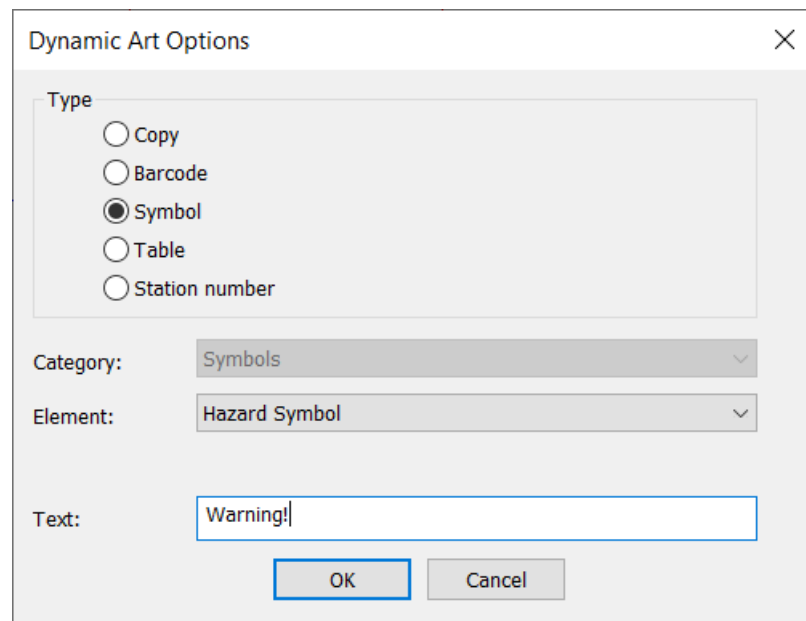 Dynamic Art Options
Type
Copy
Barcode
Symbol
Table
Station number
Category: Symbols
Element: Hazard Symbol
Text: Warning!
OK Cancel